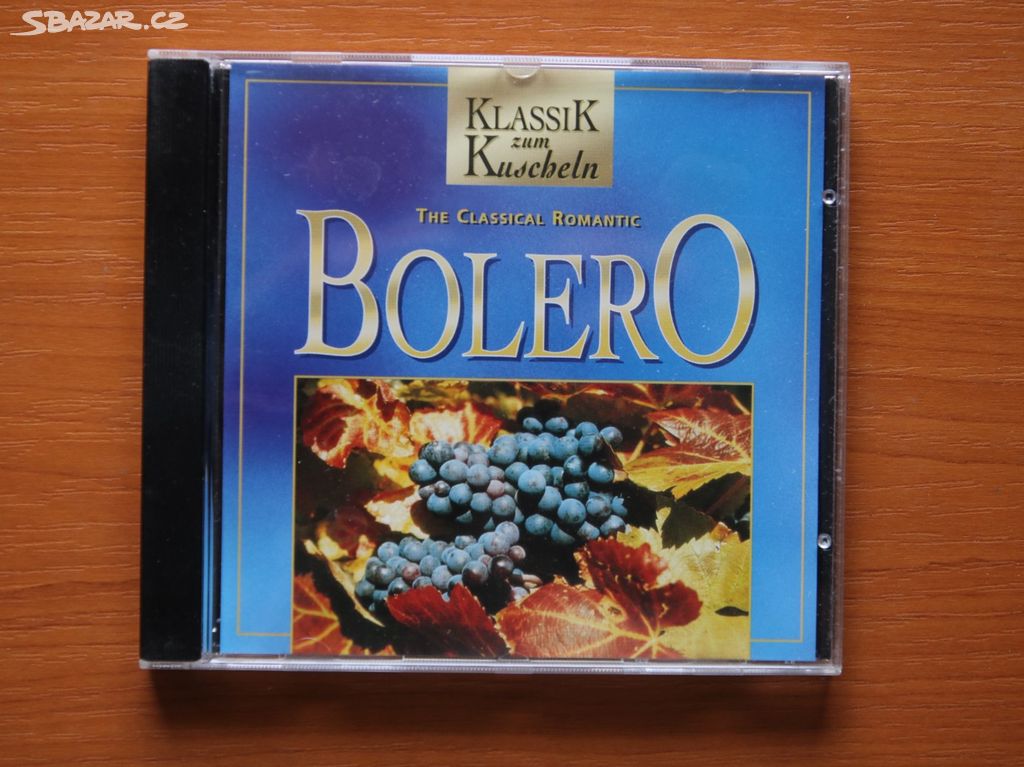 SBAZAR.CZ
KLASSIK
zum
Kuscheln
THE CLASSICAL ROMANTIC
BOLERO